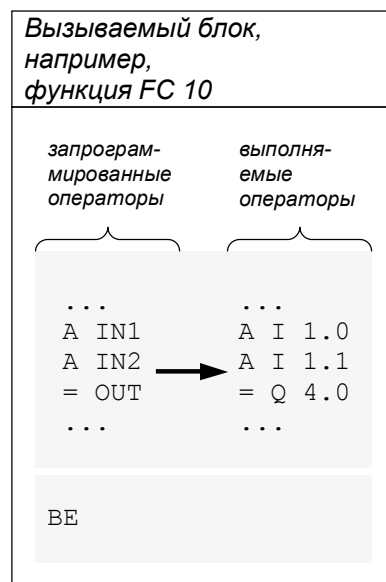 Вызываемый блок,
например,
функция FC 10
запрограм-
мированные
операторы
выполня-
емые
операторы
...
A IN1
A IN2
= OUT
...
...
A I 1.0
A I 1.1
= Q 4.0
...
BE